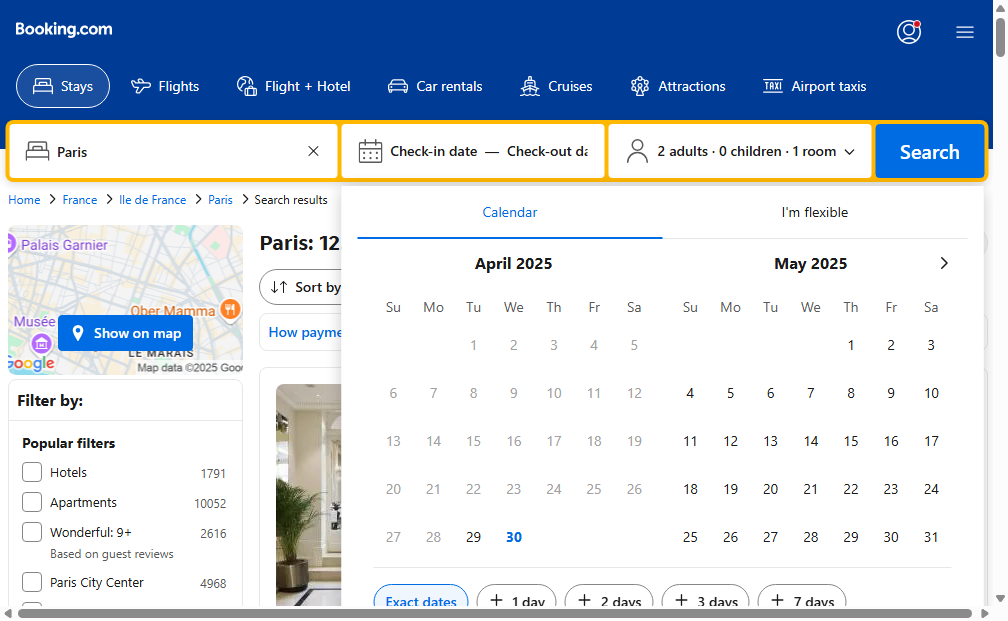 Booking.com
Stays
Flights
Flight + Hotel
Car rentals
Cruises
Attractions
TAXI Airport taxis
Paris
Check-in date — Check-out da
2 adults · 0 children · 1 room
Search
Home > France > Ile de France > Paris > Search results
Palais Garnier
Ober Mamma
Musée
Show on map
LE MARAIS
Google
Map data ©2025 Goo
Filter by:
Popular filters
Hotels 1791
Apartments 10052
Wonderful: 9+ 2616
Based on guest reviews
Paris City Center 4968
Paris: 12
Sort by
How payme
Calendar
I'm flexible
April 2025
Su Mo Tu We Th Fr Sa
1 2 3 4 5
6 7 8 9 10 11 12
13 14 15 16 17 18 19
20 21 22 23 24 25 26
27 28 29 30
May 2025
Su Mo Tu We Th Fr Sa
1 2 3
4 5 6 7 8 9 10
11 12 13 14 15 16 17
18 19 20 21 22 23 24
25 26 27 28 29 30 31
Exact dates
+ 1 day
+ 2 days
+ 3 days
+ 7 days